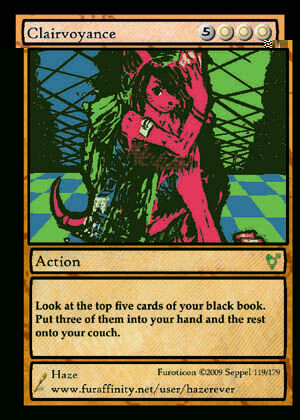 Clairvoyance 5
Action
Look at the top five cards of your black book.
Put three of them into your hand and the rest
onto your couch.
Haze Furoticon ©2009 Seppel 119/179
www.furaffinity.net/user/hazerever